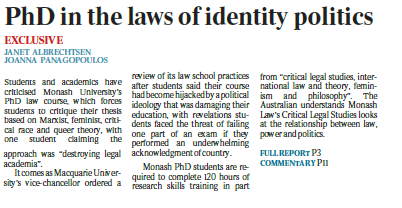 PhD in the laws of identity politics
EXCLUSIVE
JANET ALBRECHTSEN
JOANNA PANAGOPOULOS
Students and academics have
criticised Monash University's
PhD law course, which forces
students to critique their thesis
based on Marxist, feminist, criti-
cal race and queer theory, with
one student claiming the
approach was “destroying legal
academia”.
It comes as Macquarie Univer-
sity's vice-chancellor ordered a
review of its law school practices
after students said their course
had become hijacked by a political
ideology that was damaging their
education, with revelations stu-
dents faced the threat of failing
one part of an exam if they
performed an underwhelming
acknowledgment of country.
Monash PhD students are re-
quired to complete 120 hours of
research skills training in part
from “critical legal studies, inter-
national law and theory, femin-
ism and philosophy”. The
Australian understands Monash
Law's Critical Legal Studies looks
at the relationship between law,
power and politics.
FULL REPORT P3
COMMENTARY P11